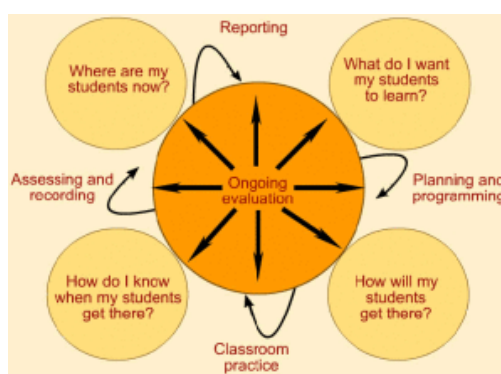 Reporting
Where are my
students now?
What do I want
my students
to learn?
Assessing and
recording
Ongoing
evaluation
Planning and
programming
How do I know
when my students
get there?
How will my
students
get there?
Classroom
practice